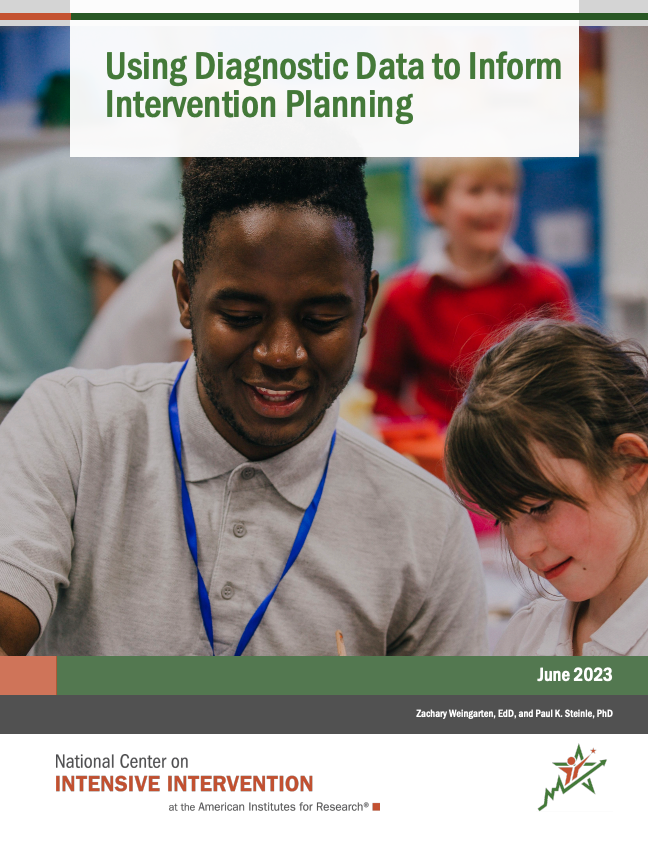 Using Diagnostic Data to Inform
Intervention Planning
June 2023
Zachary Weingarten, EdD, and Paul K. Steinle, PhD
National Center on
INTENSIVE INTERVENTION
at the American Institutes for Research®